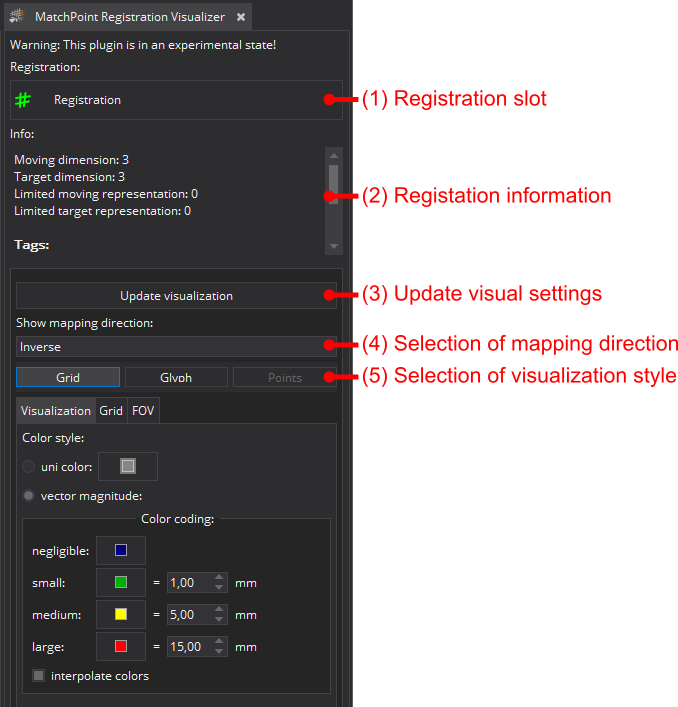 MatchPoint Registration Visualizer
Warning: This plugin is in an experimental state!
Registration:
Registration
(1) Registration slot
Info:
Moving dimension: 3
Target dimension: 3
Limited moving representation: 0
Limited target representation: 0
(2) Registation information
Tags:
Update visualization
(3) Update visual settings
Show mapping direction:
Inverse
(4) Selection of mapping direction
Grid Glyph Points
(5) Selection of visualization style
Visualization Grid FOV
Color style:
uni color:
vector magnitude:
Color coding:
negligible:
small: = 1,00 mm
medium: = 5,00 mm
large: = 15,00 mm
interpolate colors